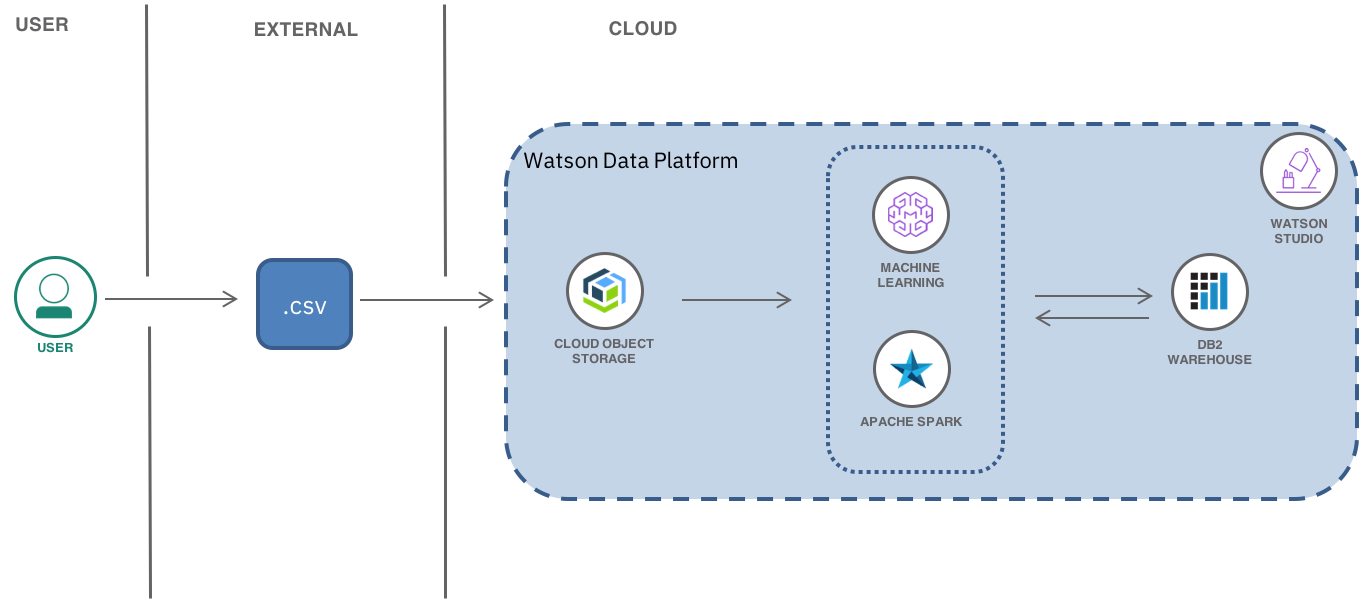 USER
EXTERNAL
CLOUD
Watson Data Platform
WATSON
STUDIO
MACHINE
LEARNING
.csv
USER
CLOUD OBJECT
STORAGE
DB2
WAREHOUSE
APACHE SPARK